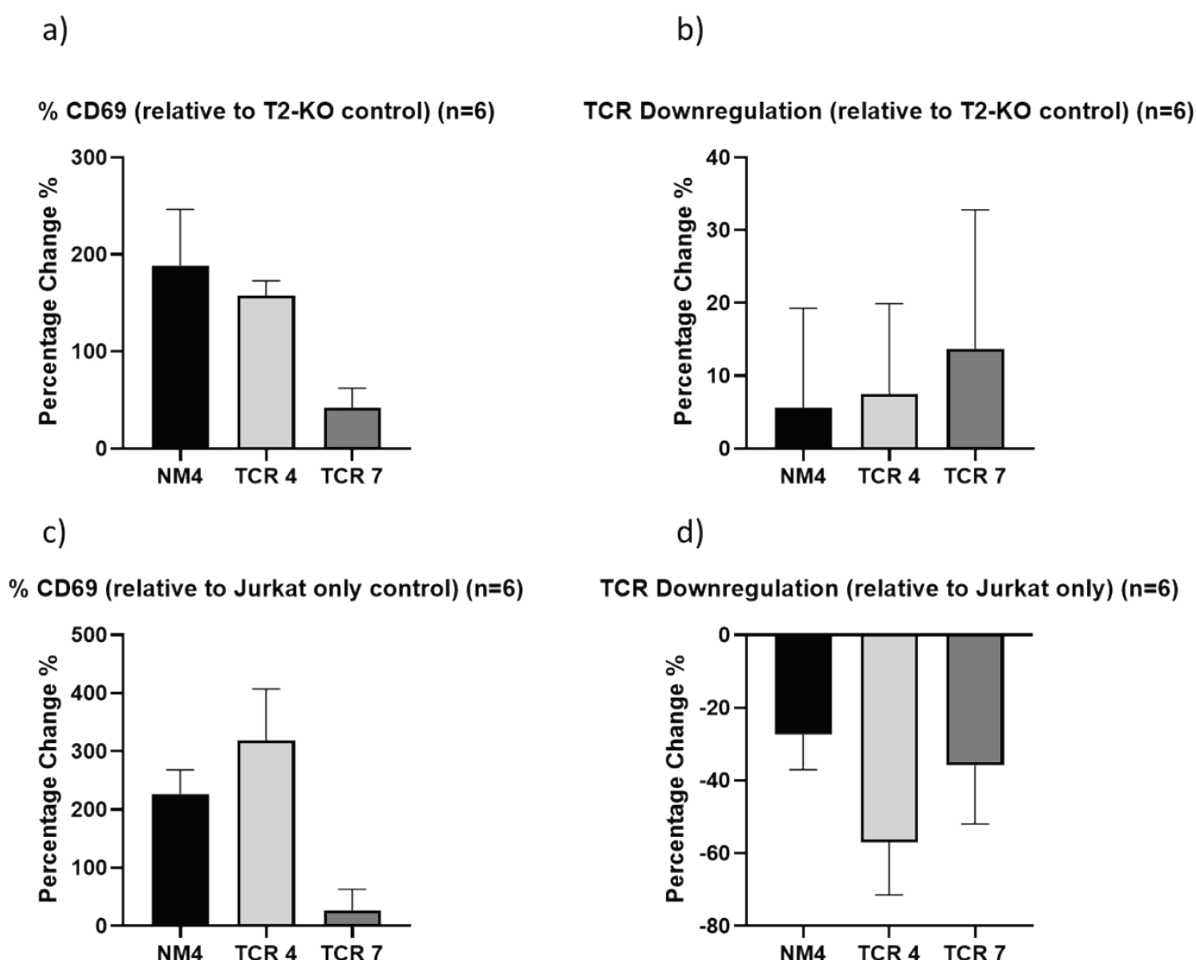 a)
% CD69 (relative to T2-KO control) (n=6)
Percentage Change %
300
200
100
0
NM4 TCR 4 TCR 7
b)
TCR Downregulation (relative to T2-KO control) (n=6)
Percentage Change %
40
30
20
10
0
NM4 TCR 4 TCR 7
c)
% CD69 (relative to Jurkat only control) (n=6)
Percentage Change %
500
400
300
200
100
0
NM4 TCR 4 TCR 7
d)
TCR Downregulation (relative to Jurkat only) (n=6)
Percentage Change %
0
-20
-40
-60
-80
NM4 TCR 4 TCR 7